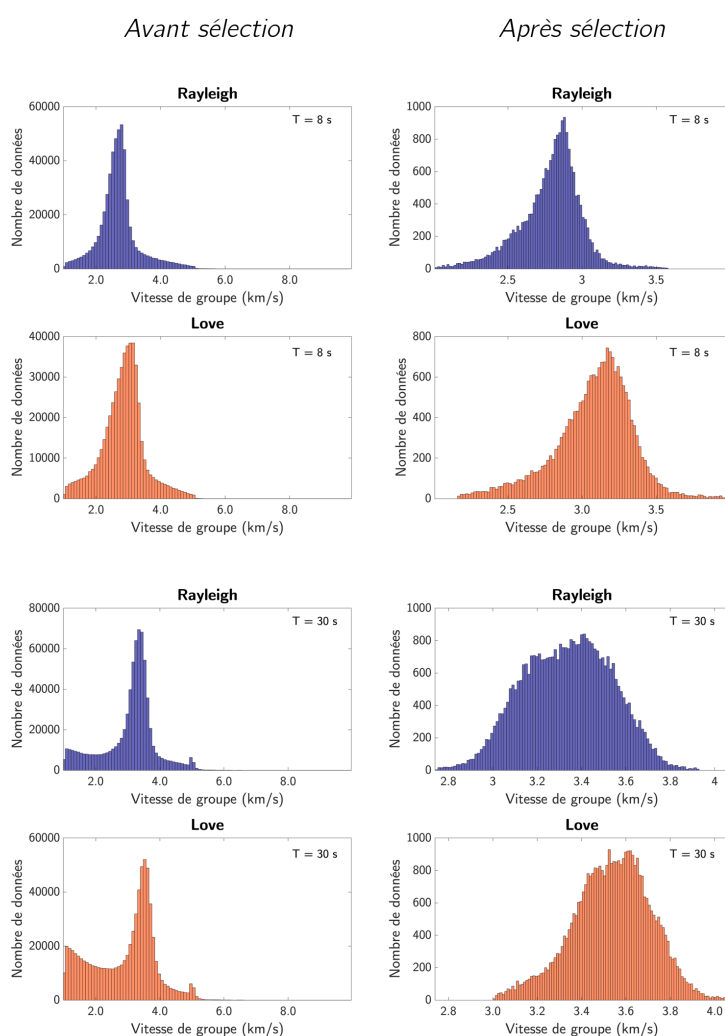 Avant sélection
Après sélection
Rayleigh
60000
40000
20000
0
Nombre de données
T = 8 s
2.0 4.0 6.0 8.0
Vitesse de groupe (km/s)
Rayleigh
1000
800
600
400
200
0
Nombre de données
T = 8 s
2.5 3 3.5
Vitesse de groupe (km/s)
Love
40000
30000
20000
10000
0
Nombre de données
T = 8 s
2.0 4.0 6.0 8.0
Vitesse de groupe (km/s)
Love
800
600
400
200
0
Nombre de données
T = 8 s
2.5 3.0 3.5
Vitesse de groupe (km/s)
Rayleigh
80000
60000
40000
20000
0
Nombre de données
T = 30 s
2.0 4.0 6.0 8.0
Vitesse de groupe (km/s)
Rayleigh
1000
800
600
400
200
0
Nombre de données
T = 30 s
2.8 3 3.2 3.4 3.6 3.8 4
Vitesse de groupe (km/s)
Love
60000
40000
20000
0
Nombre de données
T = 30 s
2.0 4.0 6.0 8.0
Vitesse de groupe (km/s)
Love
1000
800
600
400
200
0
Nombre de données
T = 30 s
2.8 3.0 3.2 3.4 3.6 3.8 4.0
Vitesse de groupe (km/s)